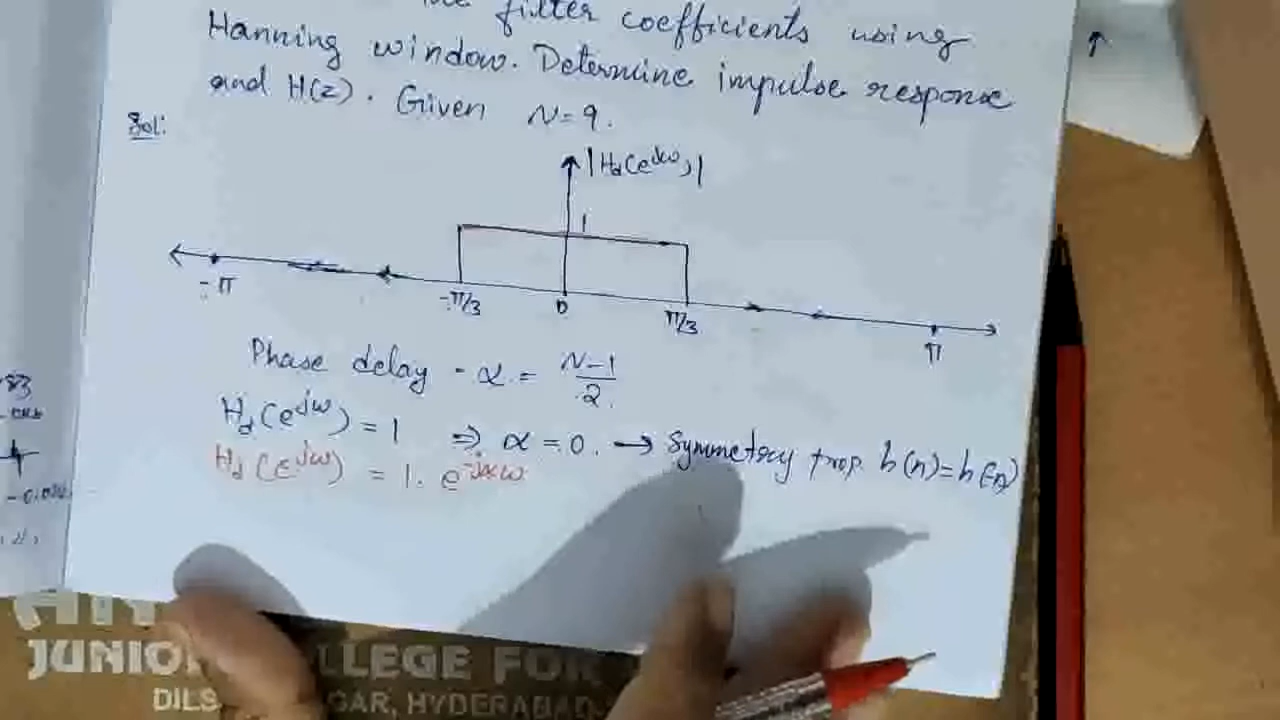 filter coefficients using
Hanning window. Determine impulse response
and H(z). Given N=9.
Sol:
|Hd(e^jω)|
1
-π
-π/3
0
π/3
π
Phase delay - α = N-1/2
Hd(e^jω) = 1 ⇒ α = 0. → Symmetry prop. h(n)=h(-n)
Hd(e^jω) = 1. e^-jαω
JUNIOR LLEGE FOR
DILS GAR, HYDERABAD